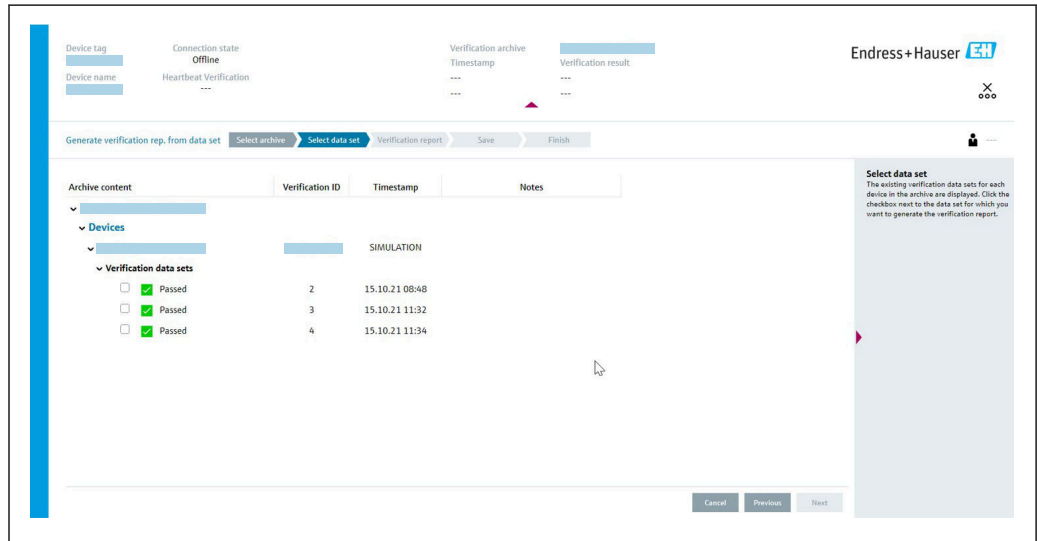 Device tag
Connection state
Offline
Device name
Heartbeat Verification
---
Verification archive
Timestamp
Verification result
---
---
---
---
Endress+Hauser EH
Generate verification rep. from data set
Select archive
Select data set
Verification report
Save
Finish
---
Archive content Verification ID Timestamp Notes
Devices
SIMULATION
Verification data sets
Passed 2 15.10.21 08:48
Passed 3 15.10.21 11:32
Passed 4 15.10.21 11:34
Select data set
The existing verification data sets for each
device in the archive are displayed. Click the
checkbox next to the data set for which you
want to generate the verification report.
Cancel
Previous
Next